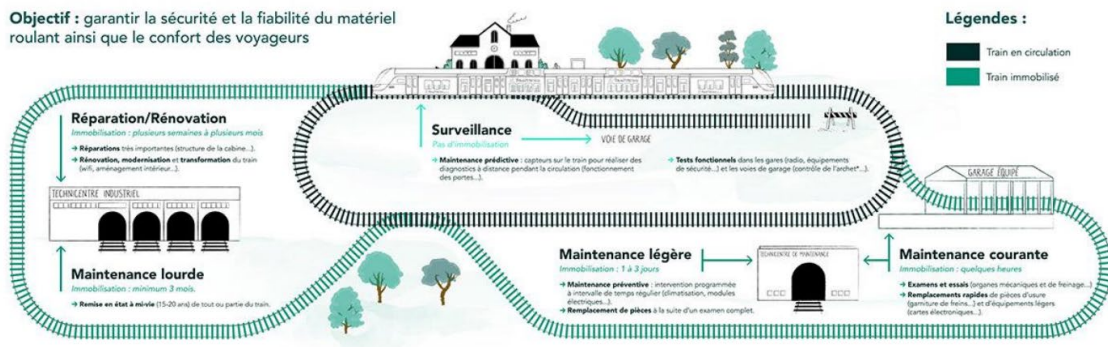 Objectif : garantir la sécurité et la fiabilité du matériel
roulant ainsi que le confort des voyageurs
Légendes :
Train en circulation
Train immobilisé
Réparation/Rénovation
Immobilisation : plusieurs semaines à plusieurs mois
Réparations très importantes (structure de la cabine...).
Rénovation, modernisation et transformation du train
(wifi, aménagement intérieur...).
TECHNICENTRE INDUSTRIEL
Maintenance lourde
Immobilisation : minimum 3 mois.
Remise en état à mi-vie (15-20 ans) de tout ou partie du train.
Surveillance
Pas d'immobilisation
Maintenance prédictive : capteurs sur le train pour réaliser des
diagnostics à distance pendant la circulation (fonctionnement
des portes...).
VOIE DE GARAGE
Tests fonctionnels dans les gares (radio, équipements
de sécurité...) et les voies de garage (contrôle de l'archet*...).
GARAGE ÉQUIPÉ
Maintenance légère
Immobilisation : 1 à 3 jours
Maintenance préventive : intervention programmée
à intervalle de temps régulier (climatisation, modules
électriques...).
Remplacement de pièces à la suite d'un examen complet.
TECHNICENTRE DE MAINTENANCE
Maintenance courante
Immobilisation : quelques heures
Examens et essais (organes mécaniques et de freinage...).
Remplacements rapides de pièces d'usure
(garniture de freins...) et d'équipements légers
(cartes électroniques...).